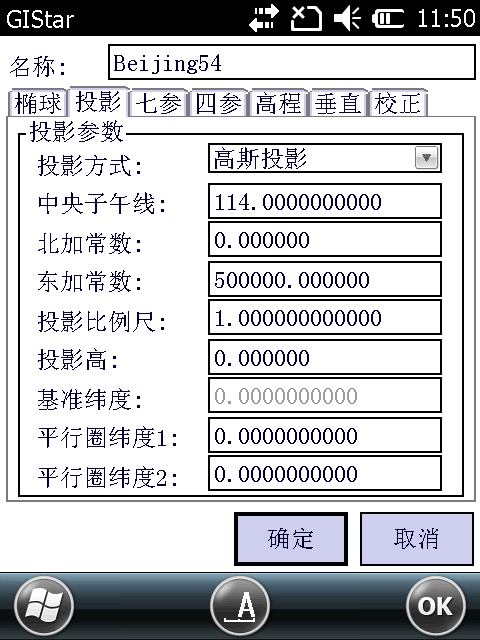 GIStar 11:50
名称: Beijing54
椭球 投影 七参 四参 高程 垂直 校正
投影参数
投影方式: 高斯投影
中央子午线: 114.0000000000
北加常数: 0.000000
东加常数: 500000.000000
投影比例尺: 1.000000000000
投影高: 0.000000
基准纬度: 0.0000000000
平行圈纬度1: 0.0000000000
平行圈纬度2: 0.0000000000
确定 取消
A OK